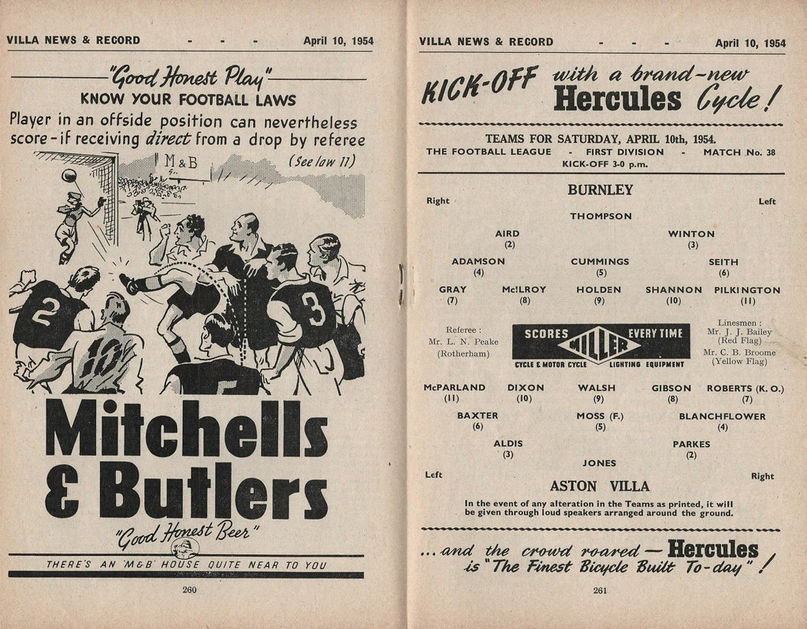 VILLA NEWS & RECORD - - - April 10, 1954
"Good Honest Play"
KNOW YOUR FOOTBALL LAWS
Player in an offside position can nevertheless
score - if receiving direct from a drop by referee
(See law 11)
M & B
2
10
3
5
Mitchells
& Butlers
"Good Honest Beer"
THERE'S AN 'M&B' HOUSE QUITE NEAR TO YOU
260
VILLA NEWS & RECORD - - - April 10, 1954
KICK-OFF with a brand-new
Hercules Cycle!
TEAMS FOR SATURDAY, APRIL 10th, 1954.
THE FOOTBALL LEAGUE - FIRST DIVISION - MATCH No. 38
KICK-OFF 3-0 p.m.
BURNLEY
Right Left
THOMPSON
AIRD WINTON
(2) (3)
ADAMSON CUMMINGS SEITH
(4) (5) (6)
GRAY McILROY HOLDEN SHANNON PILKINGTON
(7) (8) (9) (10) (11)
Referee :
Mr. L. N. Peake
(Rotherham)
SCORES MILLER EVERY TIME
CYCLE & MOTOR CYCLE LIGHTING EQUIPMENT
Linesmen :
Mr. J. J. Bailey
(Red Flag)
Mr. C. B. Broome
(Yellow Flag)
McPARLAND DIXON WALSH GIBSON ROBERTS (K. O.)
(11) (10) (9) (8) (7)
BAXTER MOSS (F.) BLANCHFLOWER
(6) (5) (4)
ALDIS PARKES
(3) (2)
JONES
Left Right
ASTON VILLA
In the event of any alteration in the Teams as printed, it will
be given through loud speakers arranged around the ground.
...and the crowd roared — Hercules
is "The Finest Bicycle Built To-day" !
261